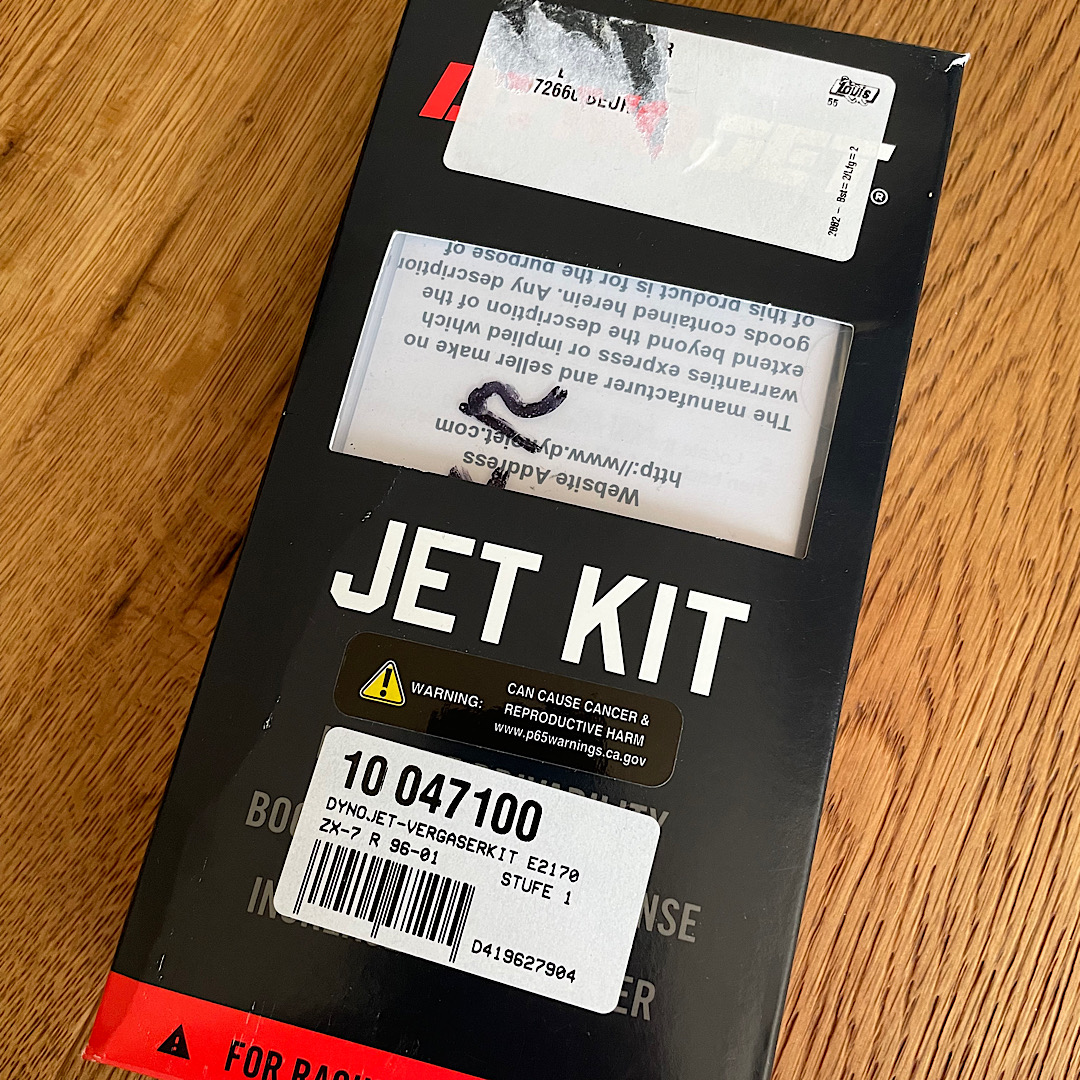 Louis
55
2002 - Bst = 2/Lfg = 2
®
of this product is for the purpose of
goods contained herein. Any description
extend beyond the description of the
warranties express or implied which
The manufacturer and seller make no
http://www.dynojet.com
Website Address
JET KIT
WARNING: CAN CAUSE CANCER &
REPRODUCTIVE HARM
www.p65warnings.ca.gov
10 047100
DYNOJET-VERGASERKIT E2170
ZX-7 R 96-01
STUFE 1
D419627904
FOR